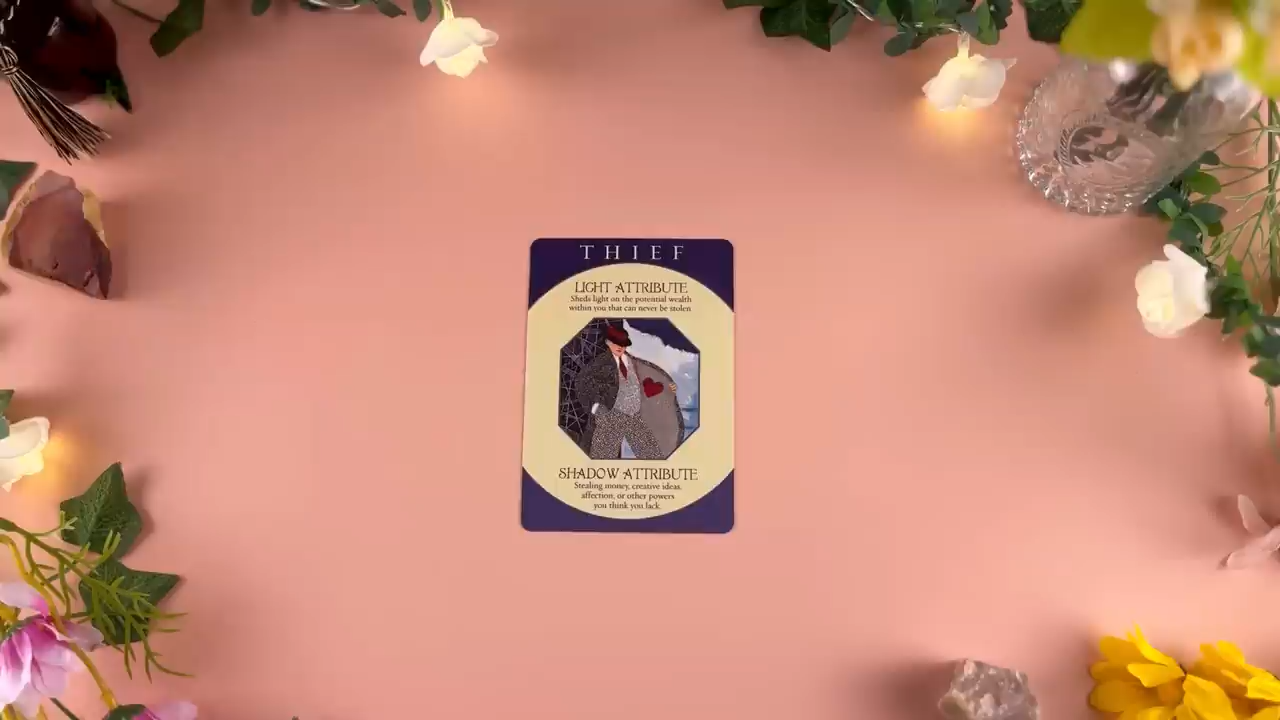 THIEF
LIGHT ATTRIBUTE
Sheds light on the potential wealth
within you that can never be stolen
SHADOW ATTRIBUTE
Stealing money, creative ideas,
affection, or other powers
you think you lack.